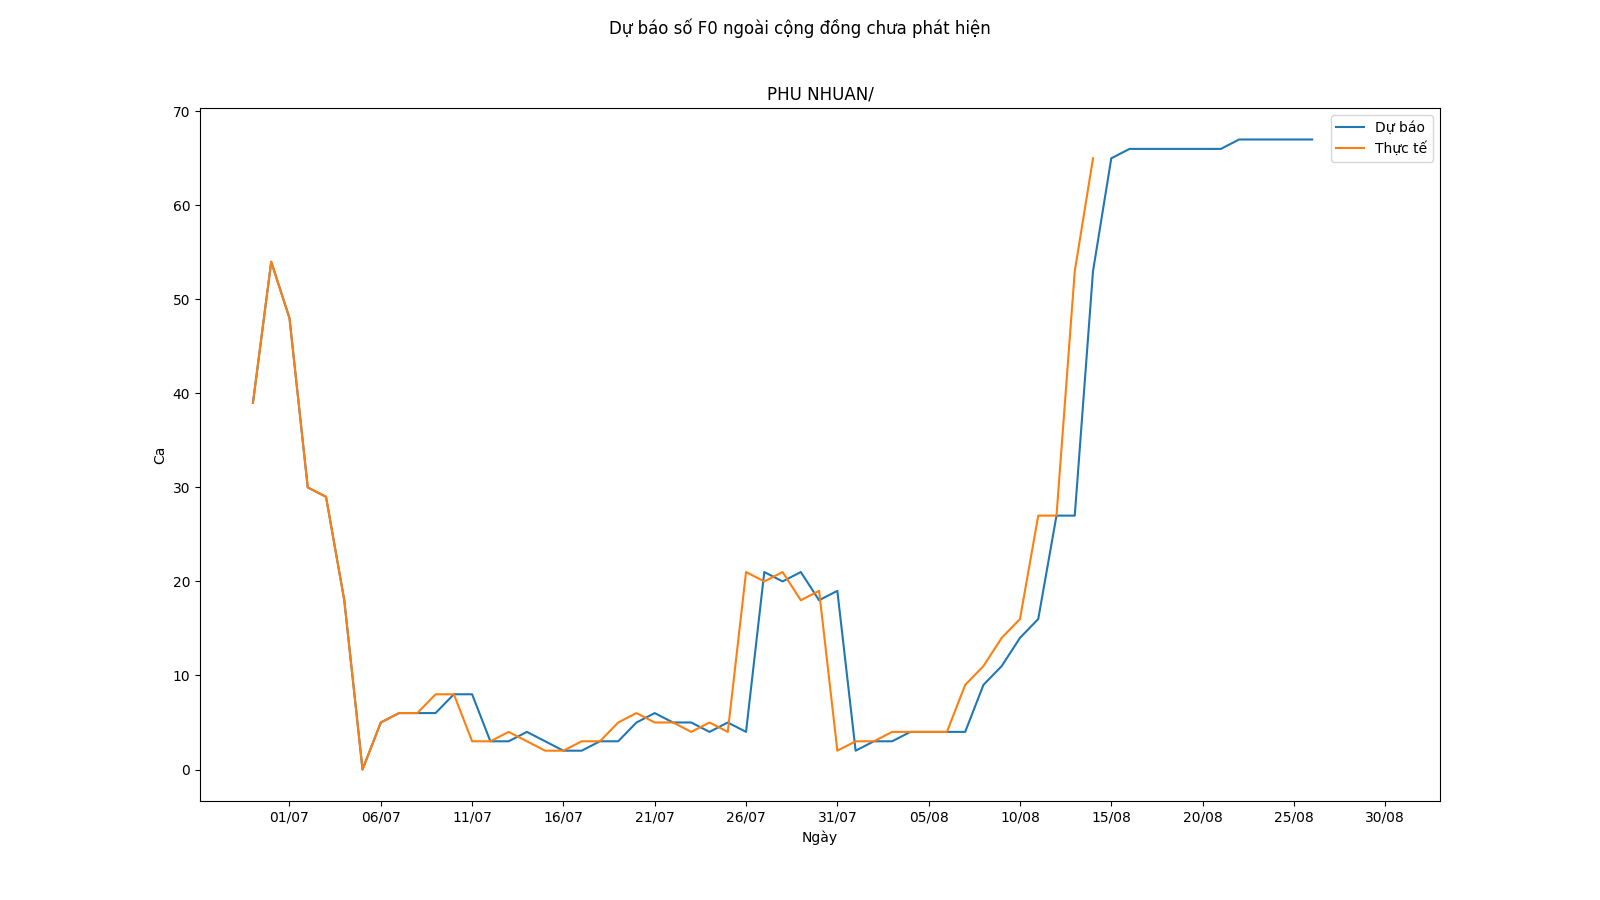 Dự báo số F0 ngoài cộng đồng chưa phát hiện
PHU NHUAN/
70
60
50
40
30
20
10
0
Ca
Dự báo
Thực tế
01/07 06/07 11/07 16/07 21/07 26/07 31/07 05/08 10/08 15/08 20/08 25/08 30/08
Ngày